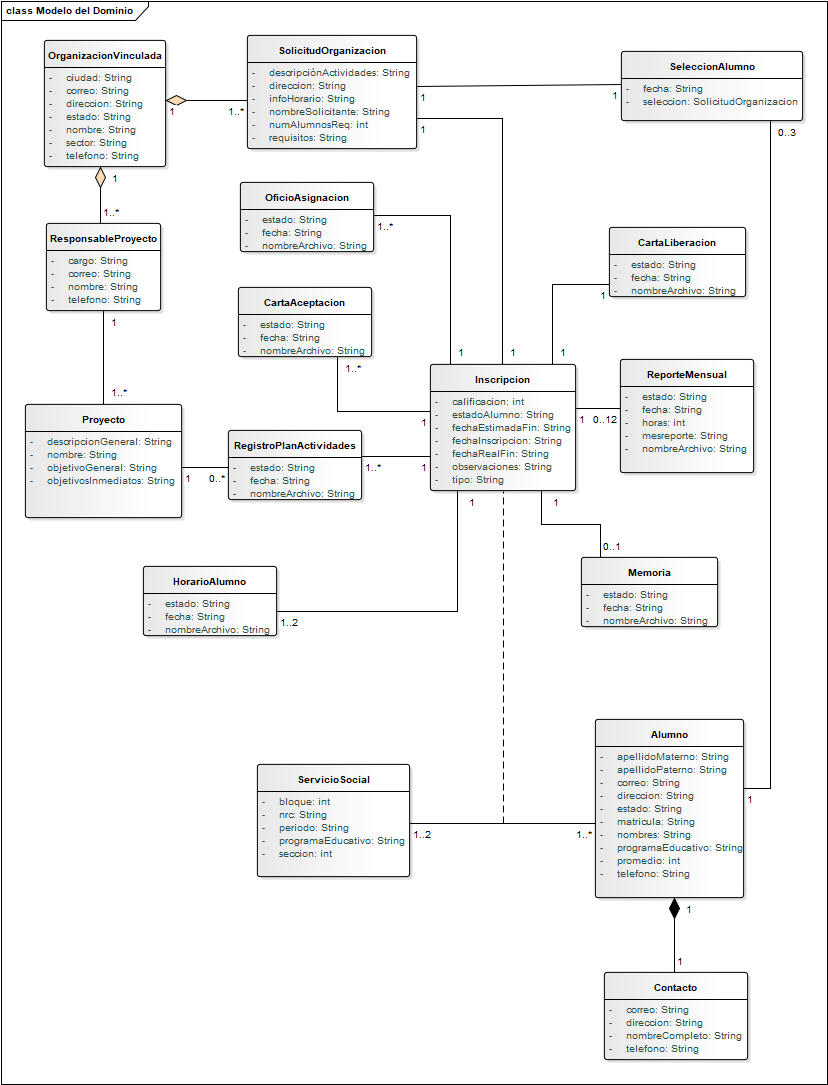 class Modelo del Dominio
OrganizacionVinculada
- ciudad: String
- correo: String
- direccion: String
- estado: String
- nombre: String
- sector: String
- telefono: String
1
1..*
SolicitudOrganizacion
- descripciónActividades: String
- direccion: String
- infoHorario: String
- nombreSolicitante: String
- numAlumnosReq: int
- requisitos: String
1
1
1
SeleccionAlumno
- fecha: String
- seleccion: SolicitudOrganizacion
0..3
1
1..*
ResponsableProyecto
- cargo: String
- correo: String
- nombre: String
- telefono: String
1
1..*
OficioAsignacion
- estado: String
- fecha: String
- nombreArchivo: String
1..*
CartaLiberacion
- estado: String
- fecha: String
- nombreArchivo: String
1
CartaAceptacion
- estado: String
- fecha: String
- nombreArchivo: String
1..*
1
1
1
Inscripcion
- calificacion: int
- estadoAlumno: String
- fechaEstimadaFin: String
- fechaInscripcion: String
- fechaRealFin: String
- observaciones: String
- tipo: String
1
1
1
0..12
ReporteMensual
- estado: String
- fecha: String
- horas: int
- mesreporte: String
- nombreArchivo: String
Proyecto
- descripcionGeneral: String
- nombre: String
- objetivoGeneral: String
- objetivosInmediatos: String
1
0..*
RegistroPlanActividades
- estado: String
- fecha: String
- nombreArchivo: String
1..*
1
1
0..1
HorarioAlumno
- estado: String
- fecha: String
- nombreArchivo: String
1..2
Memoria
- estado: String
- fecha: String
- nombreArchivo: String
ServicioSocial
- bloque: int
- nrc: String
- periodo: String
- programaEducativo: String
- seccion: int
1..2
1..*
Alumno
- apellidoMaterno: String
- apellidoPaterno: String
- correo: String
- direccion: String
- estado: String
- matricula: String
- nombres: String
- programaEducativo: String
- promedio: int
- telefono: String
1
1
1
Contacto
- correo: String
- direccion: String
- nombreCompleto: String
- telefono: String